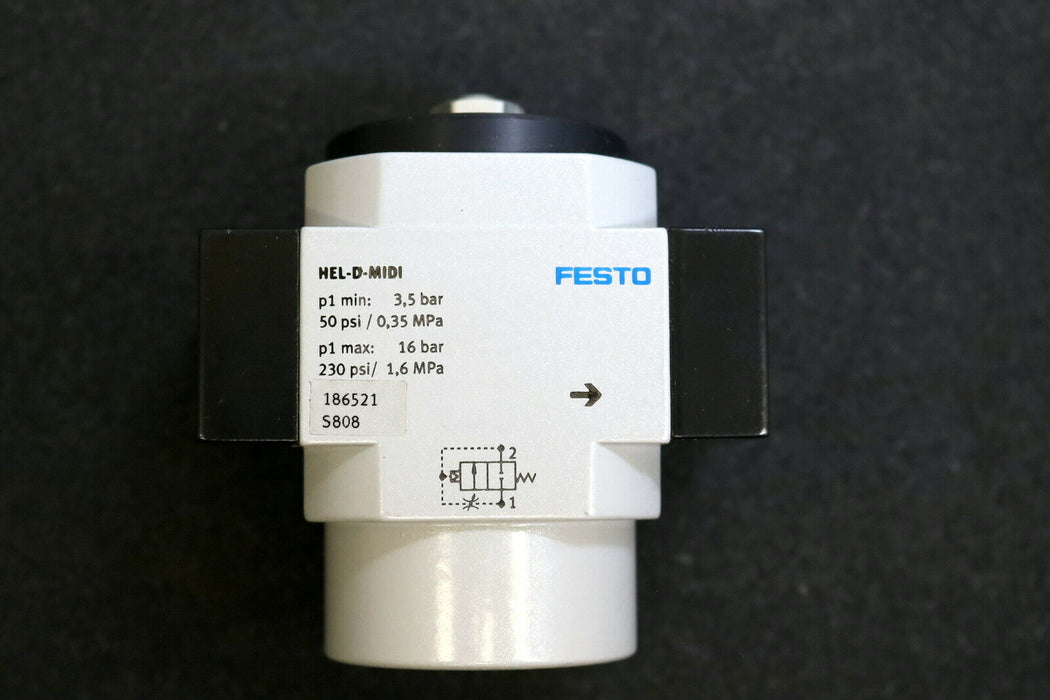 HEL-D-MIDI
FESTO
p1 min: 3,5 bar
50 psi / 0,35 MPa
p1 max: 16 bar
230 psi/ 1,6 MPa
186521
S808
2
1